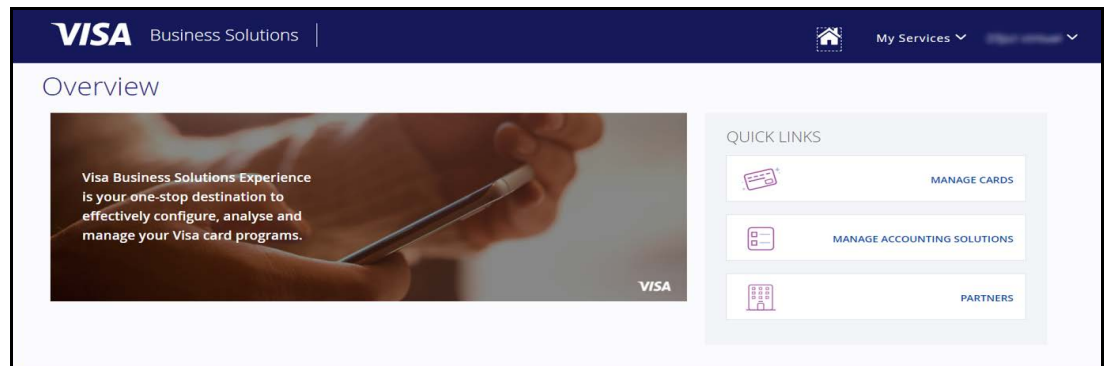 VISA Business Solutions
My Services
Overview
Visa Business Solutions Experience
is your one-stop destination to
effectively configure, analyse and
manage your Visa card programs.
VISA
QUICK LINKS
MANAGE CARDS
MANAGE ACCOUNTING SOLUTIONS
PARTNERS